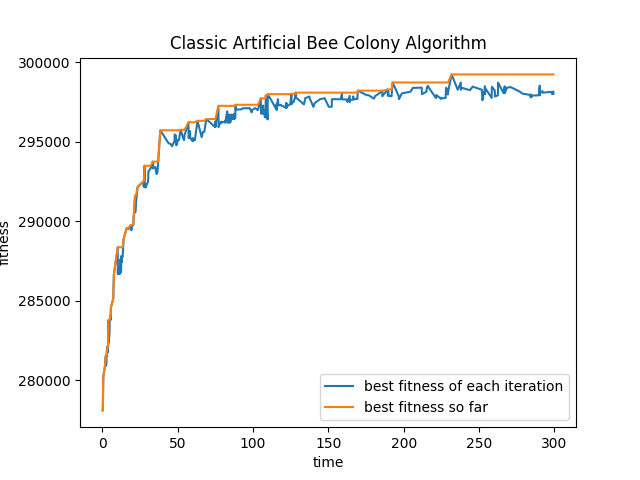 Classic Artificial Bee Colony Algorithm
300000
295000
290000
285000
280000
fitness
best fitness of each iteration
best fitness so far
0 50 100 150 200 250 300
time